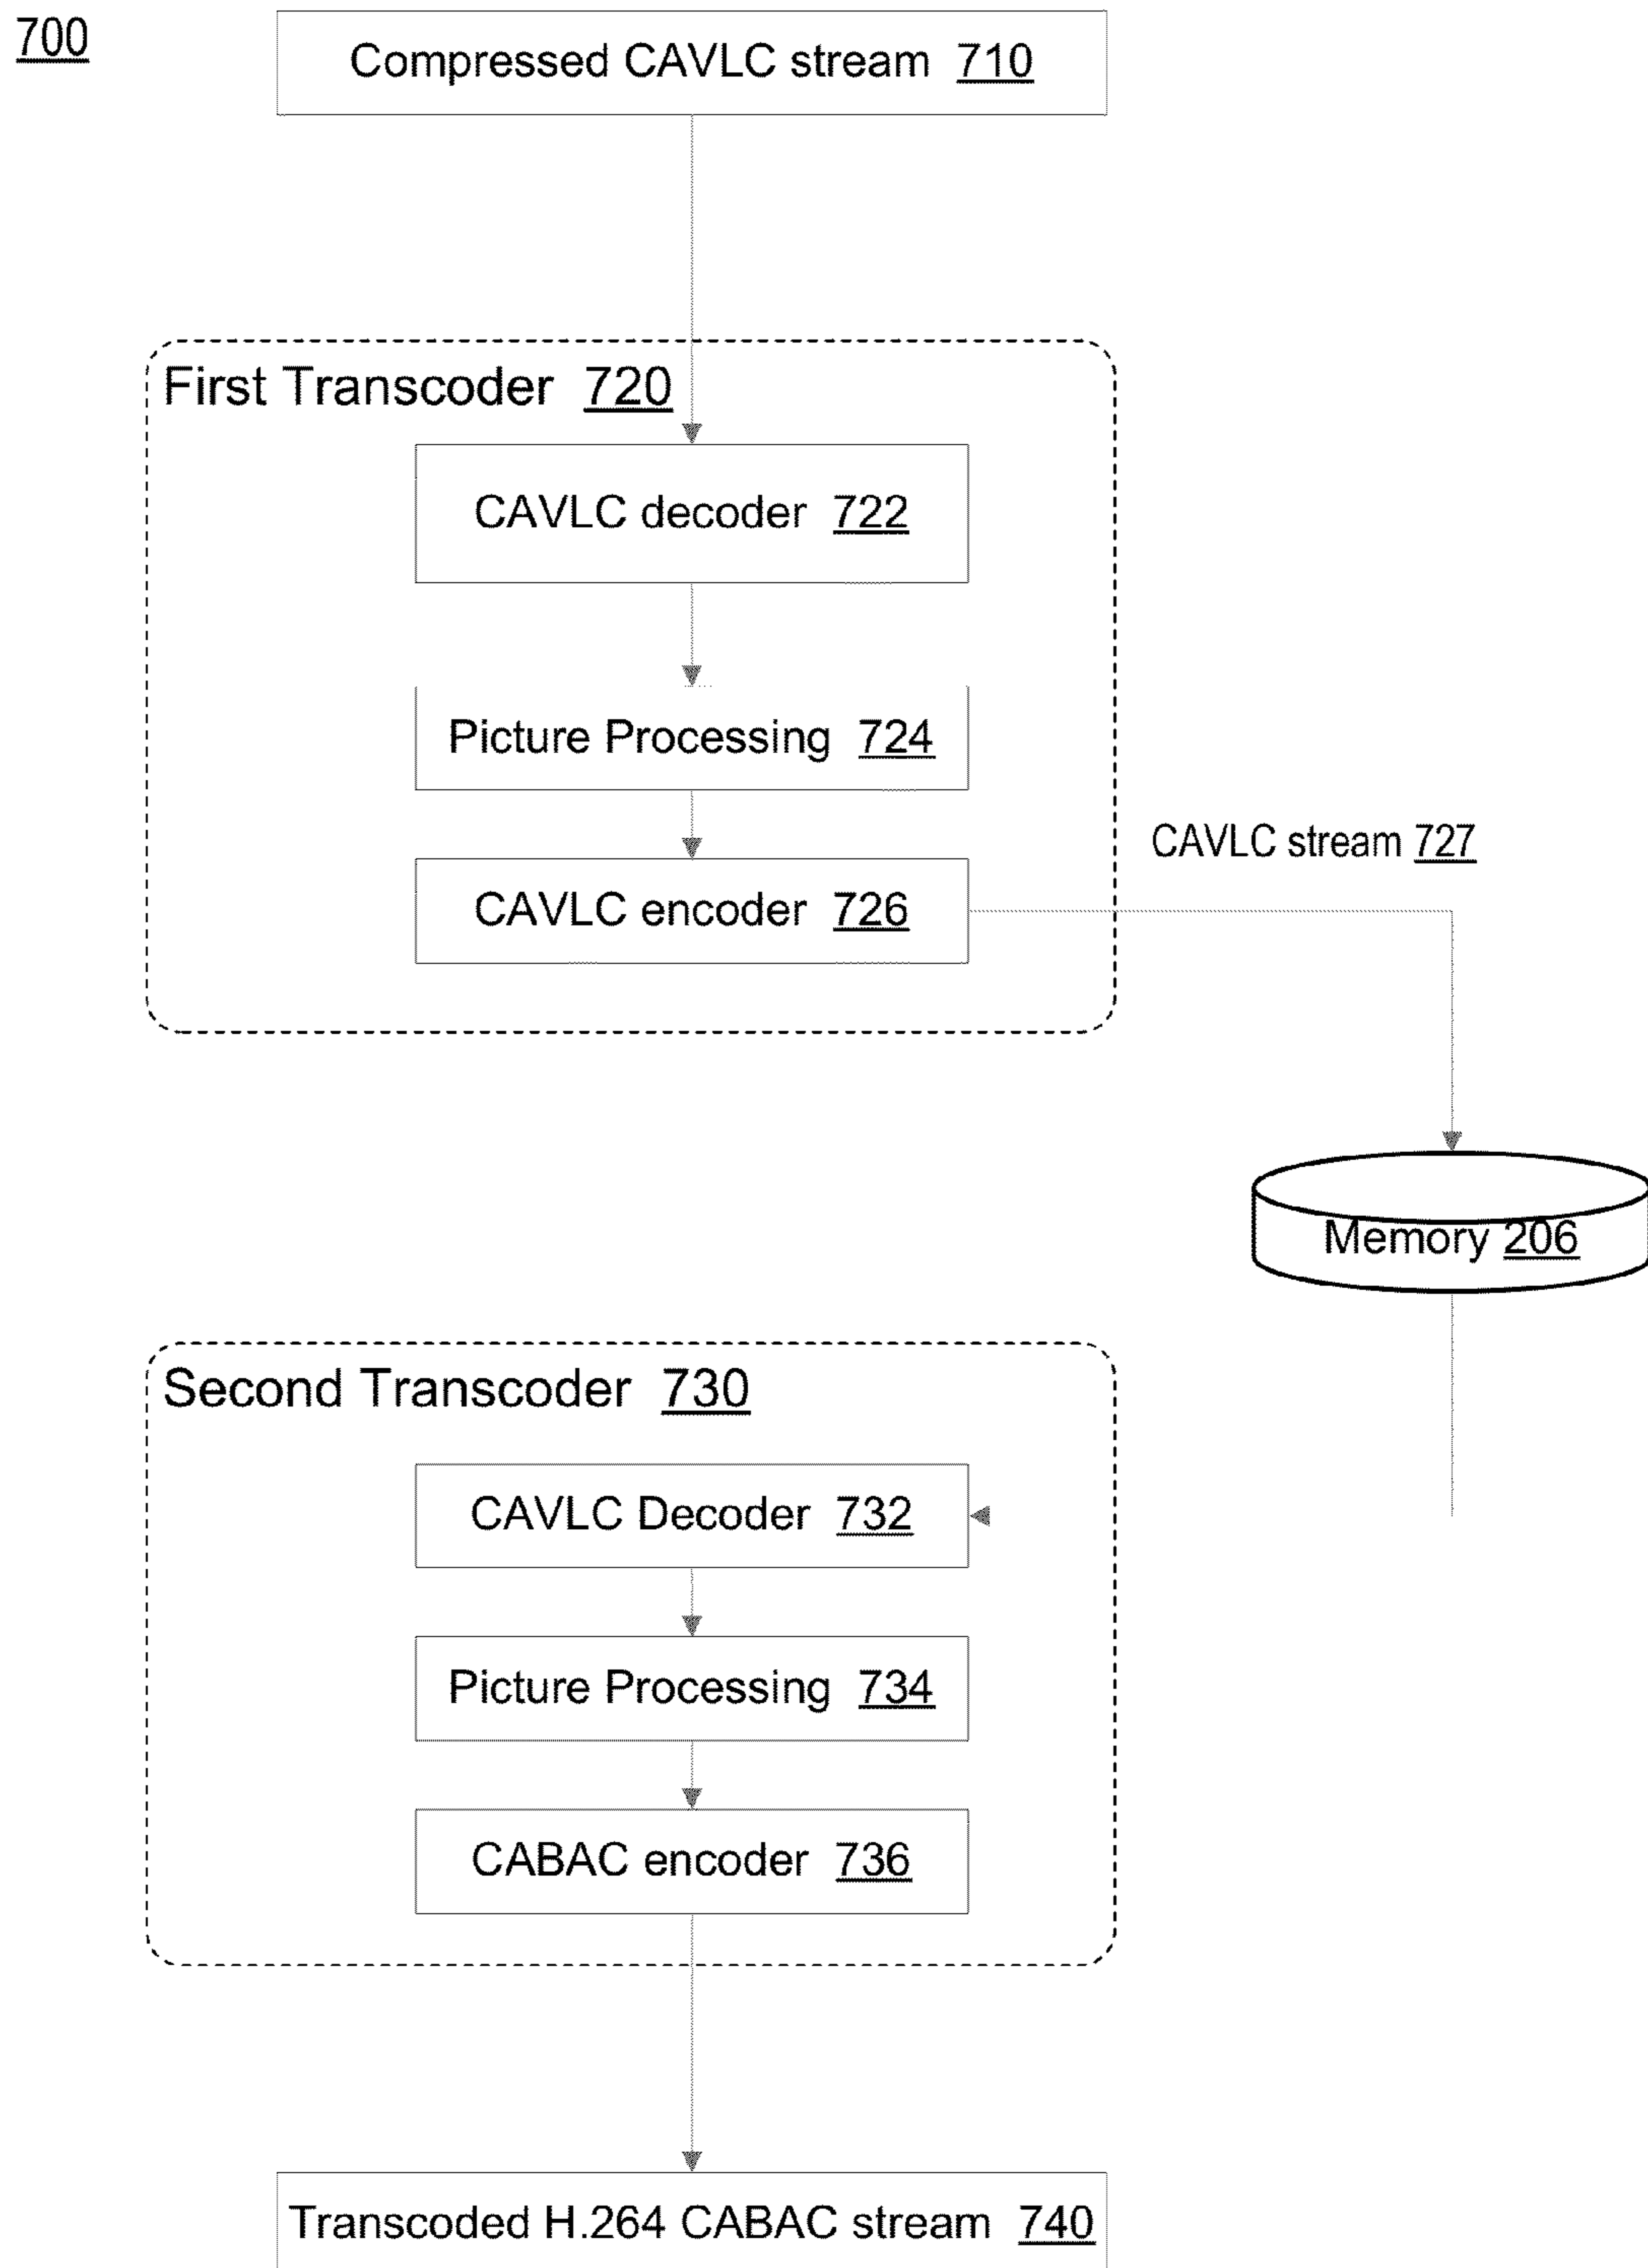 700
Compressed CAVLC stream 710
First Transcoder 720
CAVLC decoder 722
Picture Processing 724
CAVLC stream 727
CAVLC encoder 726
Memory 206
Second Transcoder 730
CAVLC Decoder 732
Picture Processing 734
CABAC encoder 736
Transcoded H.264 CABAC stream 740